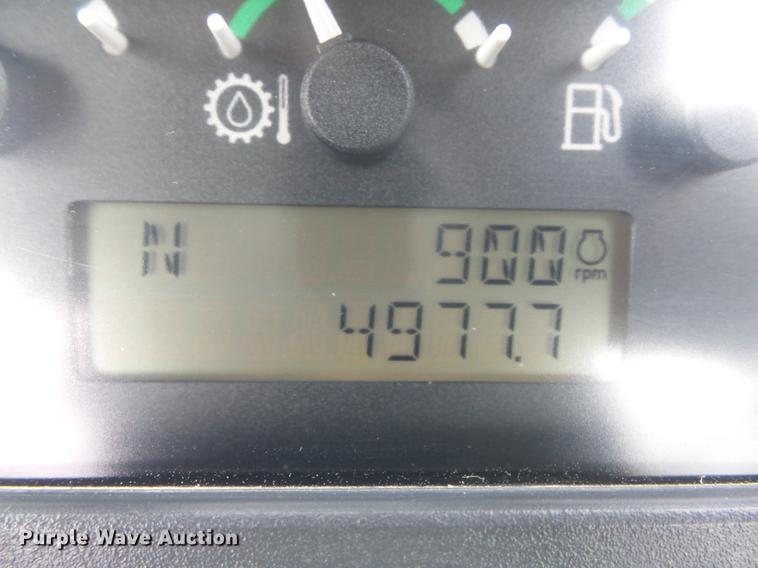 N 900
rpm
4977.7
Purple Wave Auction